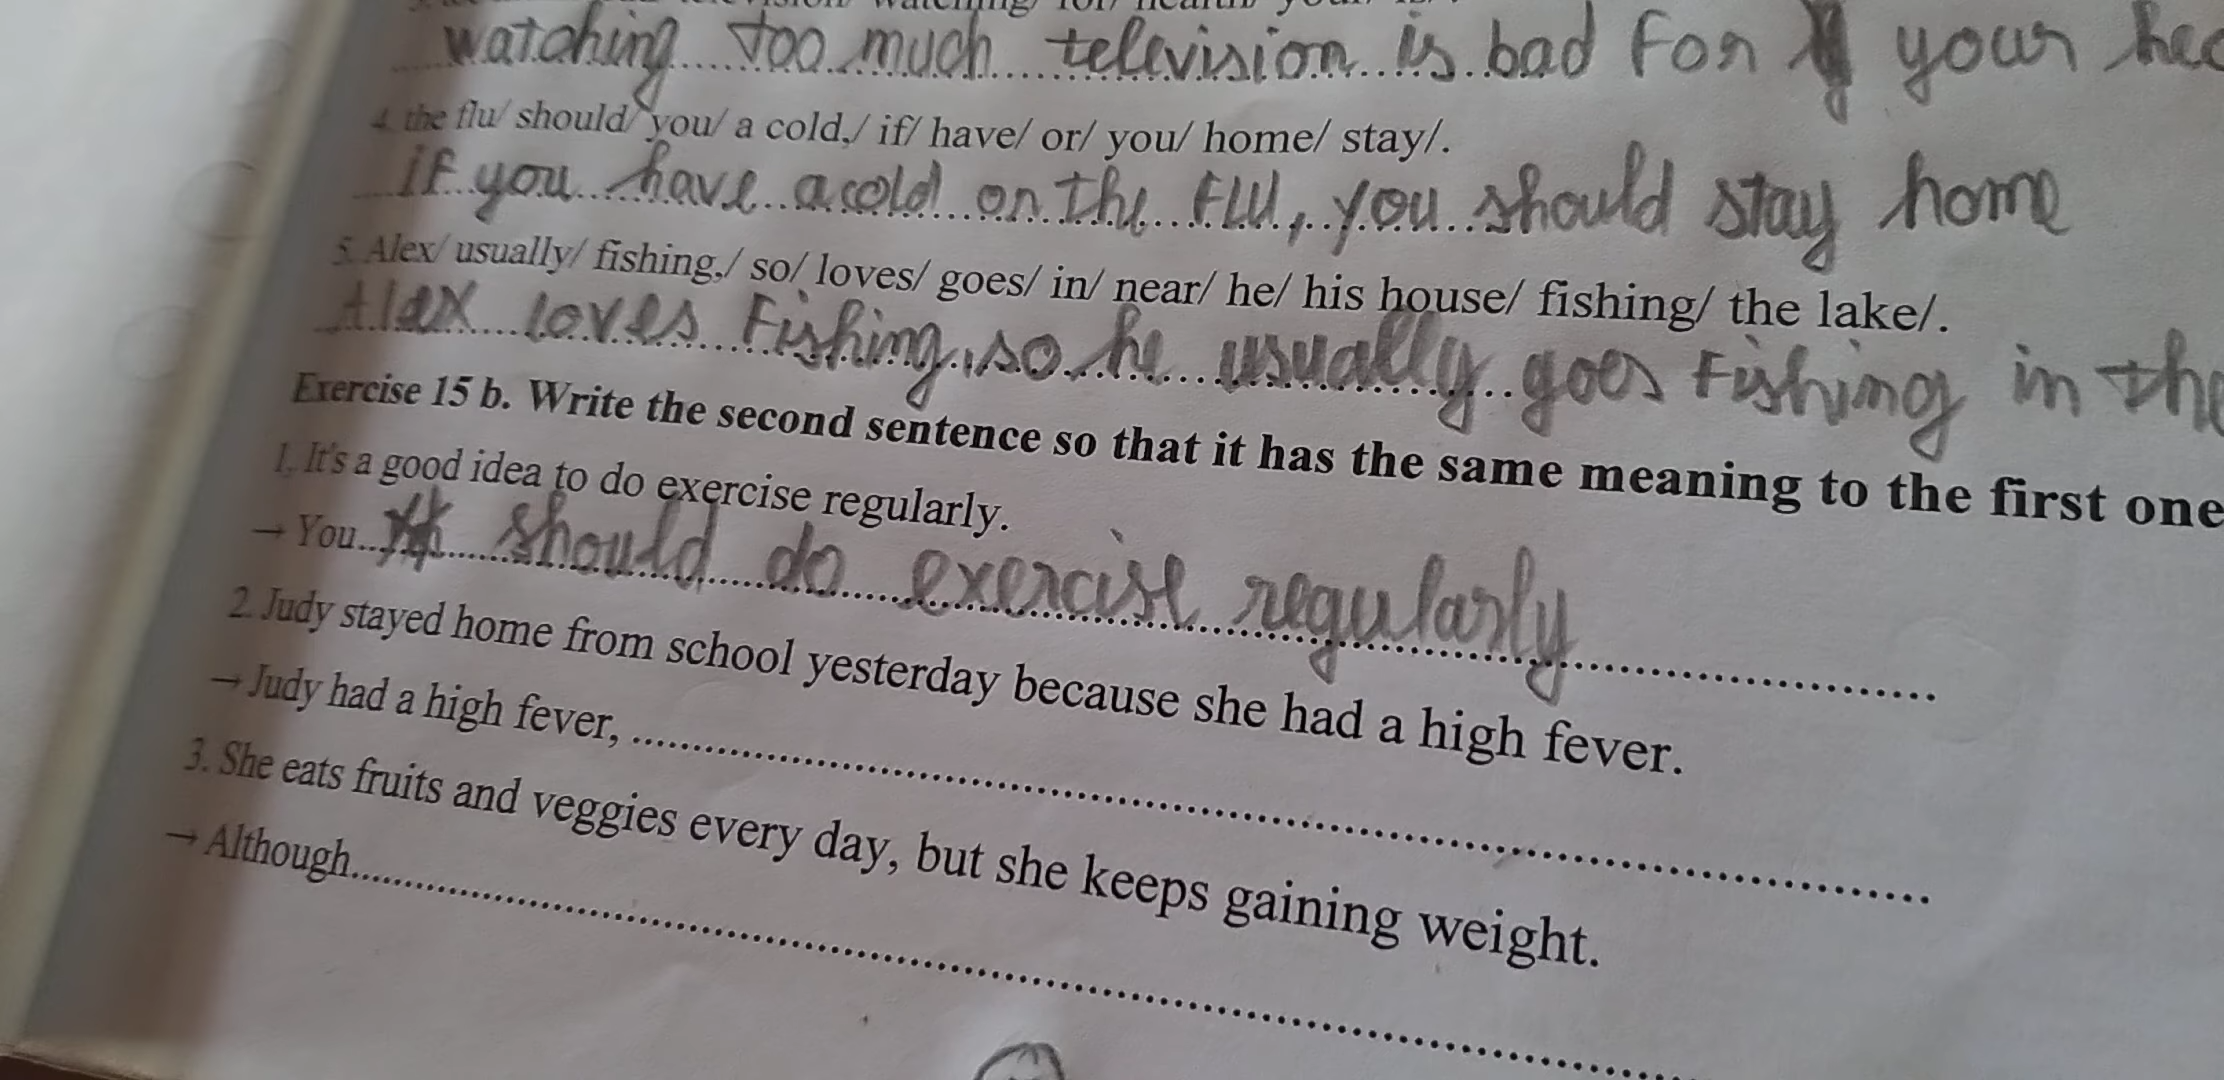 watching too much television is bad for your
4. the flu/ should/ you/ a cold,/ if/ have/ or/ you/ home/ stay/.
if you have a cold or the flu, you should stay home
5. Alex/ usually/ fishing,/ so/ loves/ goes/ in/ near/ he/ his house/ fishing/ the lake/.
Alex loves Fishing, so he usually goes Fishing in the
Exercise 15 b. Write the second sentence so that it has the same meaning to the first one
1. It's a good idea to do exercise regularly.
→ You should do exercise regularly
2. Judy stayed home from school yesterday because she had a high fever.
→ Judy had a high fever,
3. She eats fruits and veggies every day, but she keeps gaining weight.
→ Although